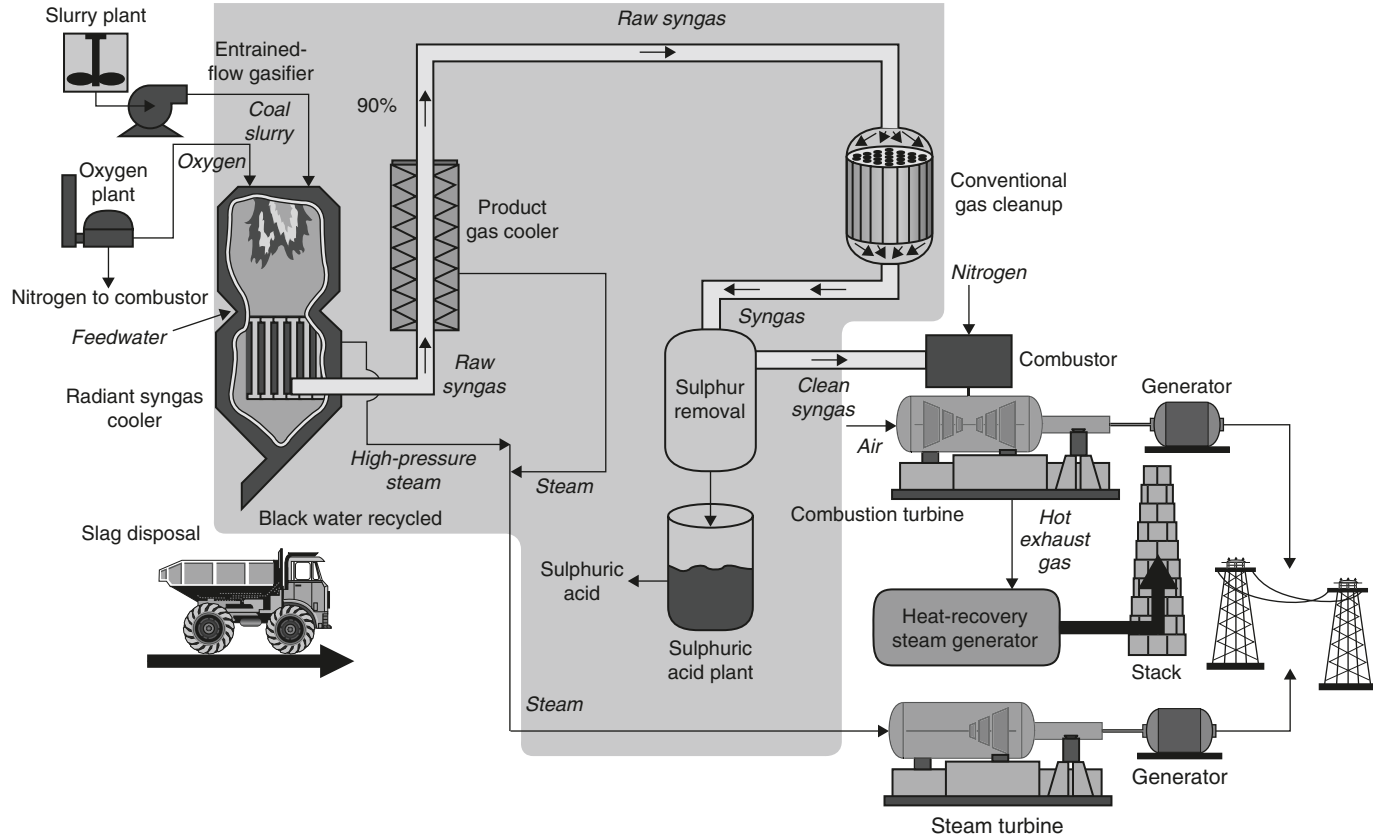 Slurry plant
Raw syngas
Entrained-
flow gasifier
90%
Coal
slurry
Oxygen
Oxygen
plant
Conventional
gas cleanup
Product
gas cooler
Nitrogen
Nitrogen to combustor
Syngas
Feedwater
Combustor
Raw
syngas
Sulphur
removal
Clean
syngas
Generator
Radiant syngas
cooler
Air
High-pressure
steam
Steam
Combustion turbine
Hot
exhaust
gas
Black water recycled
Slag disposal
Sulphuric
acid
Heat-recovery
steam generator
Sulphuric
acid plant
Stack
Steam
Generator
Steam turbine